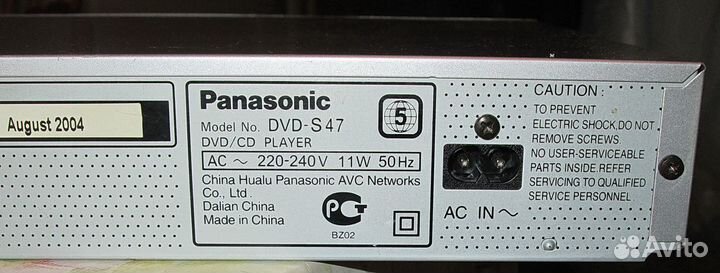 August 2004
Panasonic
5
Model No. DVD-S47
DVD/CD PLAYER
AC ~ 220-240V 11W 50Hz
China Hualu Panasonic AVC Networks
Co., Ltd.
Dalian China
Made in China
РСТ
BZ02
CAUTION :
TO PREVENT
ELECTRIC SHOCK,DO NOT
REMOVE SCREWS.
NO USER-SERVICEABLE
PARTS INSIDE.REFER
SERVICING TO QUALIFIED
SERVICE PERSONNEL
AC IN ~
Avito